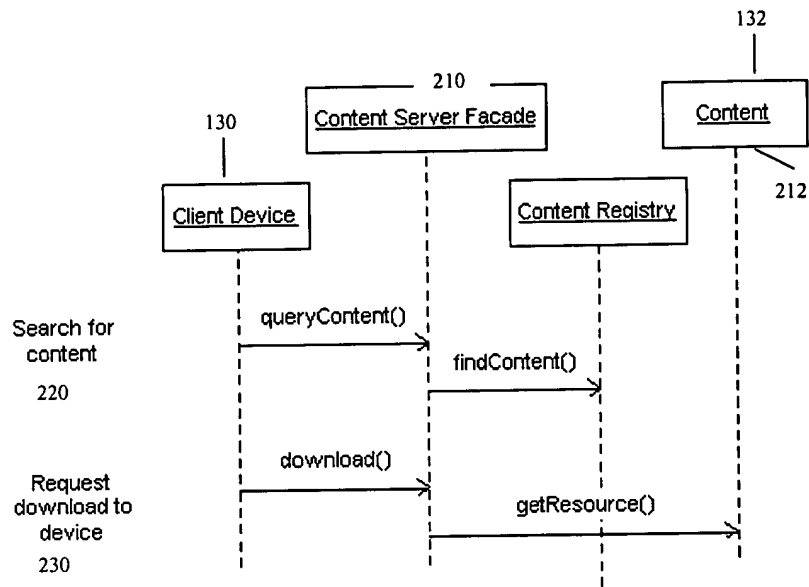 132
210
Content Server Facade
Content
130
212
Client Device
Content Registry
queryContent()
Search for
content
findContent()
220
download()
Request
download to
device
getResource()
230